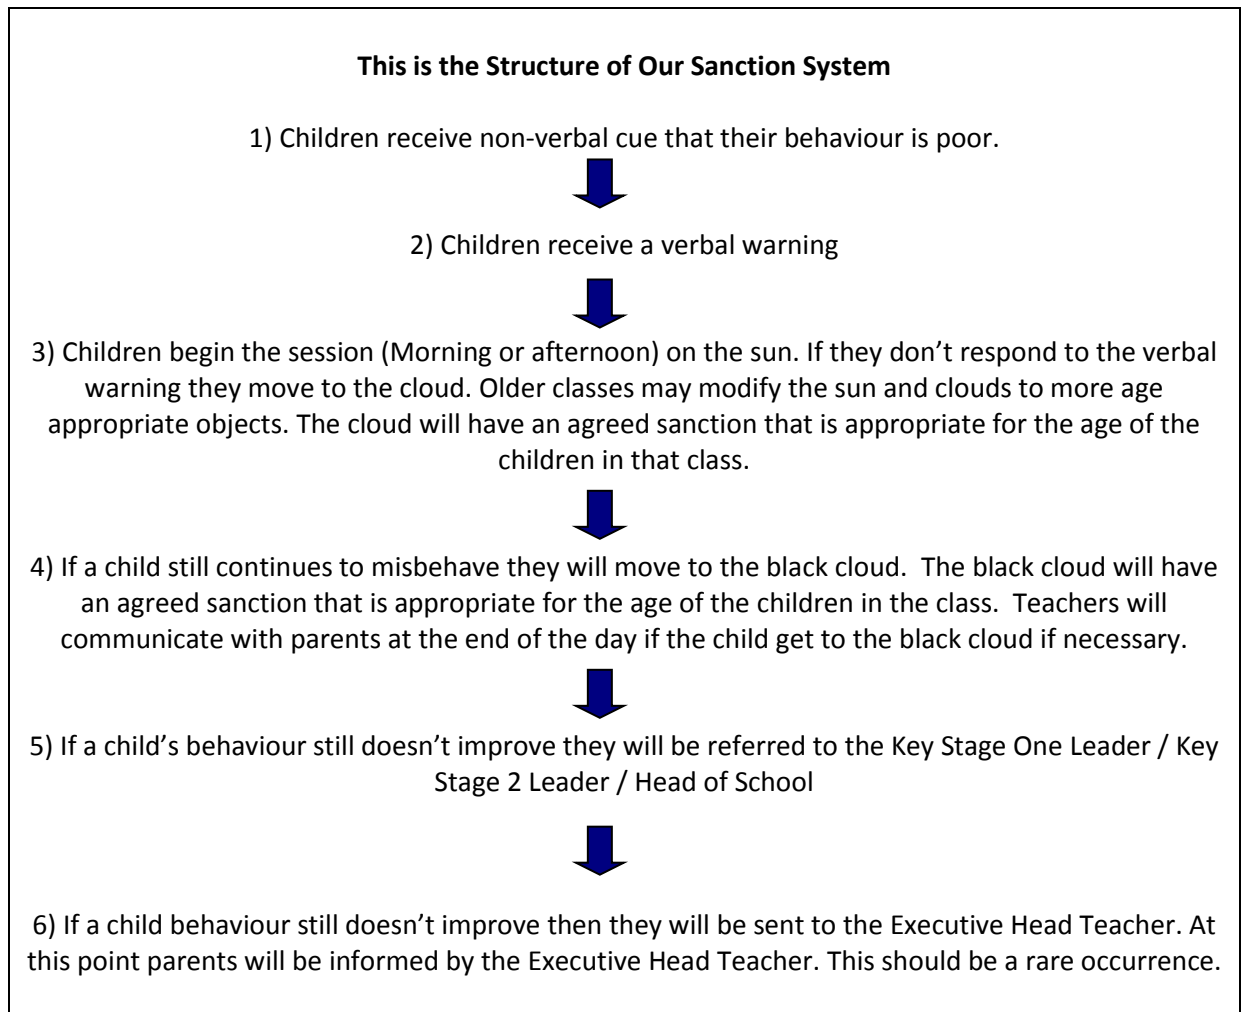 This is the Structure of Our Sanction System
1) Children receive non-verbal cue that their behaviour is poor.
2) Children receive a verbal warning
3) Children begin the session (Morning or afternoon) on the sun. If they don’t respond to the verbal
warning they move to the cloud. Older classes may modify the sun and clouds to more age
appropriate objects. The cloud will have an agreed sanction that is appropriate for the age of the
children in that class.
4) If a child still continues to misbehave they will move to the black cloud.  The black cloud will have
an agreed sanction that is appropriate for the age of the children in the class.  Teachers will
communicate with parents at the end of the day if the child get to the black cloud if necessary.
5) If a child’s behaviour still doesn’t improve they will be referred to the Key Stage One Leader / Key
Stage 2 Leader / Head of School
6) If a child behaviour still doesn’t improve then they will be sent to the Executive Head Teacher. At
this point parents will be informed by the Executive Head Teacher. This should be a rare occurrence.